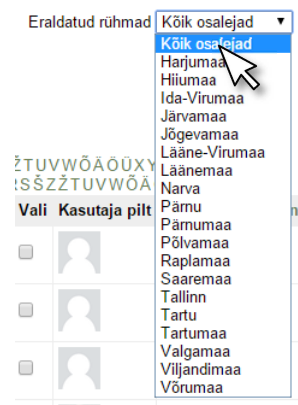 Eraldatud rühmad Kõik osalejad
Kõik osalejad
Harjumaa
Hiiumaa
Ida-Virumaa
Järvamaa
Jõgevamaa
Lääne-Virumaa
Läänemaa
Narva
Pärnu
Pärnumaa
Põlvamaa
Raplamaa
Saaremaa
Tallinn
Tartu
Tartumaa
Valgamaa
Viljandimaa
Võrumaa
ŽTUVWÕÄÖÜXY
RSŠZŽTUVWÕÄ
Vali Kasutaja pilt